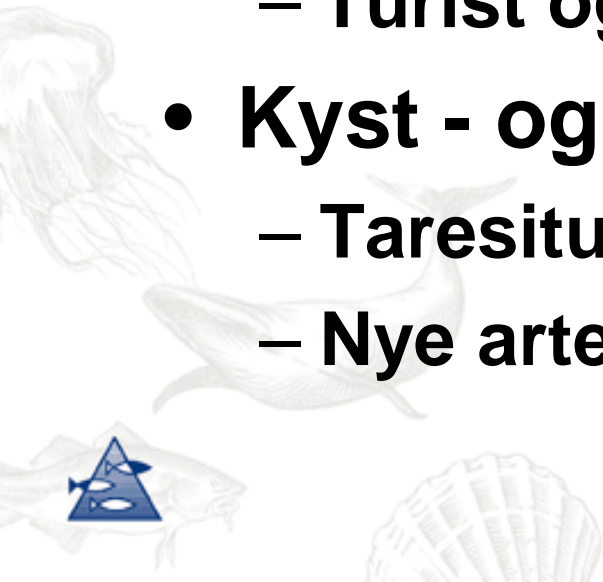 – Turist og
• Kyst - og
– Taresitu
– Nye arte